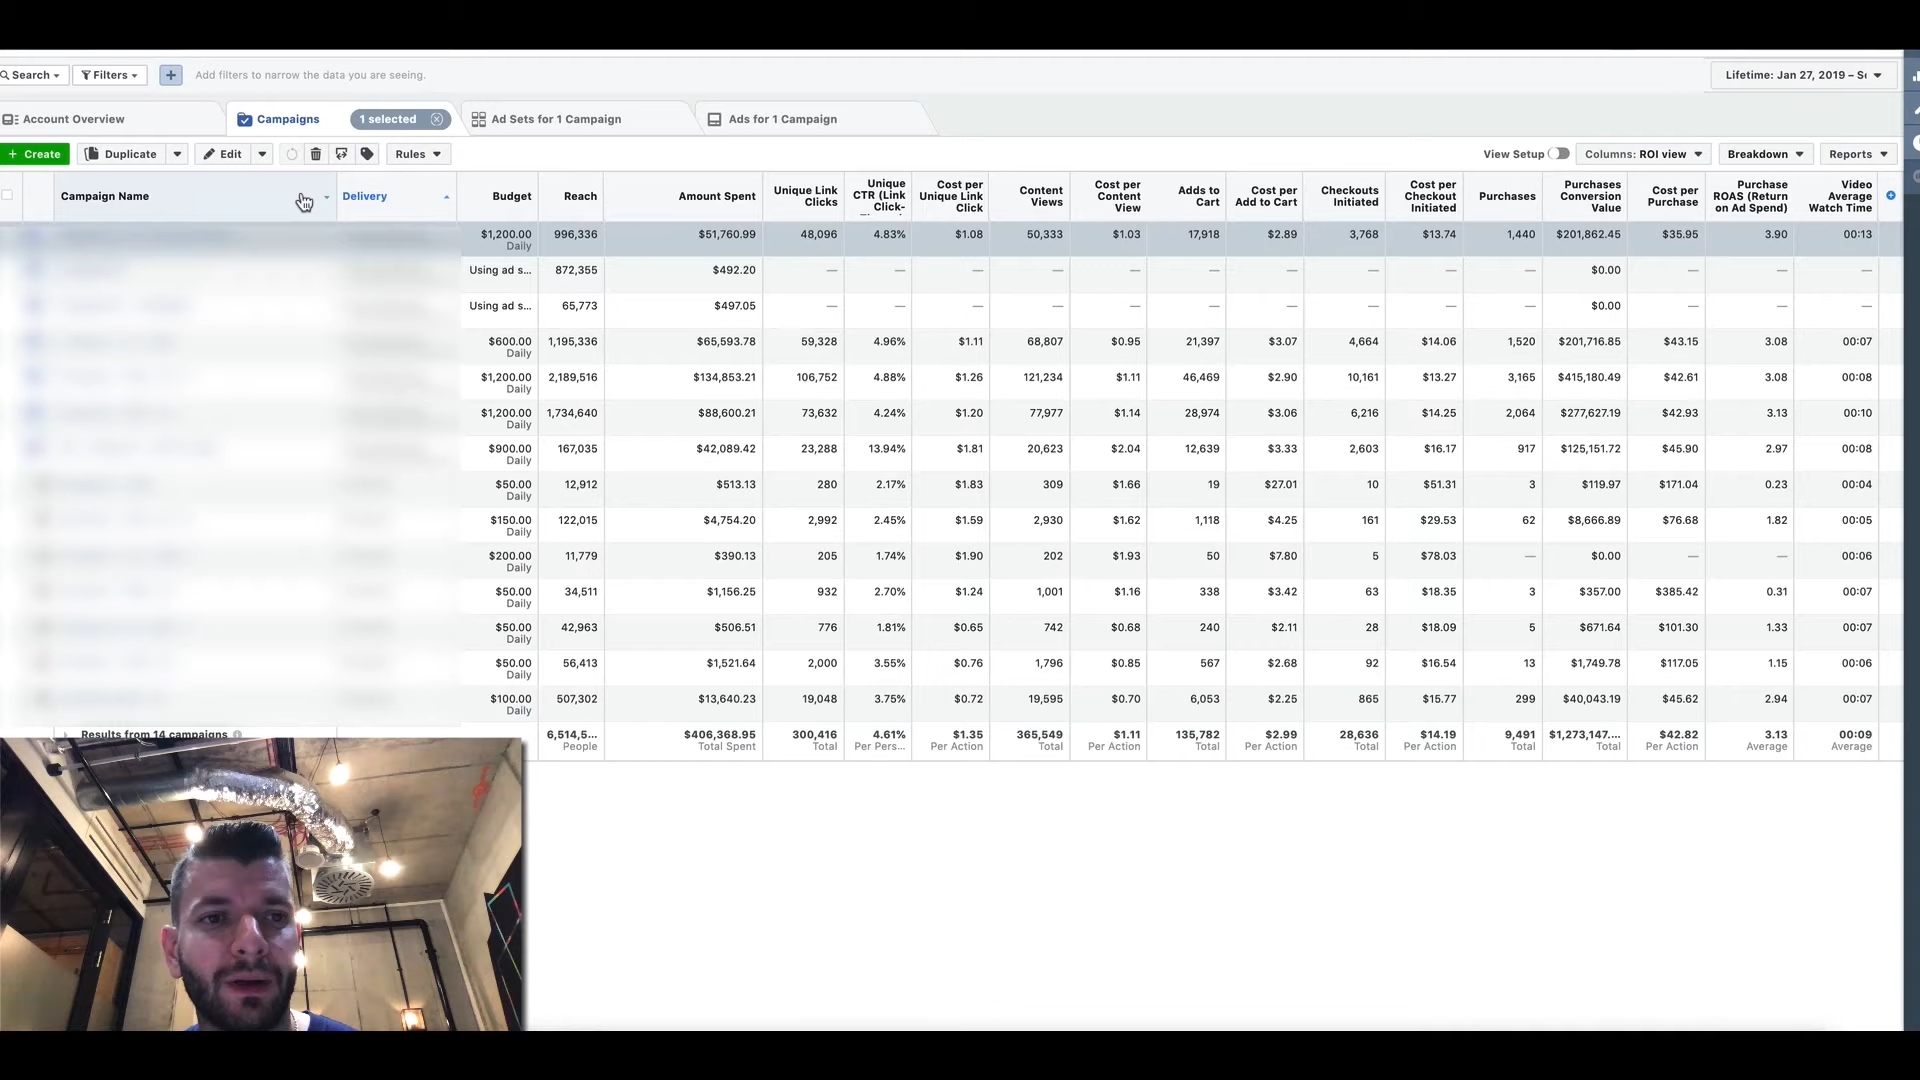 Search Filters Add filters to narrow the data you are seeing. Lifetime: Jan 27, 2019 – S
Account Overview Campaigns 1 selected Ad Sets for 1 Campaign Ads for 1 Campaign
+ Create Duplicate Edit Rules View Setup Columns: ROI view Breakdown Reports
Campaign Name Delivery Budget Reach Amount Spent Unique Link Clicks Unique CTR (Link Click- Cost per Unique Link Click Content Views Cost per Content View Adds to Cart Cost per Add to Cart Checkouts Initiated Cost per Checkout Initiated Purchases Purchases Conversion Value Cost per Purchase Purchase ROAS (Return on Ad Spend) Video Average Watch Time
$1,200.00 996,336 $51,760.99 48,096 4.83% $1.08 50,333 $1.03 17,918 $2.89 3,768 $13.74 1,440 $201,862.45 $35.95 3.90 00:13
Daily
Using ad s... 872,355 $492.20 — — — — — — — — — — $0.00 — — —
Using ad s... 65,773 $497.05 — — — — — — — — — — $0.00 — — —
$600.00 1,195,336 $65,593.78 59,328 4.96% $1.11 68,807 $0.95 21,397 $3.07 4,664 $14.06 1,520 $201,716.85 $43.15 3.08 00:07
Daily
$1,200.00 2,189,516 $134,853.21 106,752 4.88% $1.26 121,234 $1.11 46,469 $2.90 10,161 $13.27 3,165 $415,180.49 $42.61 3.08 00:08
Daily
$1,200.00 1,734,640 $88,600.21 73,632 4.24% $1.20 77,977 $1.14 28,974 $3.06 6,216 $14.25 2,064 $277,627.19 $42.93 3.13 00:10
Daily
$900.00 167,035 $42,089.42 23,288 13.94% $1.81 20,623 $2.04 12,639 $3.33 2,603 $16.17 917 $125,151.72 $45.90 2.97 00:08
Daily
$50.00 12,912 $513.13 280 2.17% $1.83 309 $1.66 19 $27.01 10 $51.31 3 $119.97 $171.04 0.23 00:04
Daily
$150.00 122,015 $4,754.20 2,992 2.45% $1.59 2,930 $1.62 1,118 $4.25 161 $29.53 62 $8,666.89 $76.68 1.82 00:05
Daily
$200.00 11,779 $390.13 205 1.74% $1.90 202 $1.93 50 $7.80 5 $78.03 — $0.00 — — 00:06
Daily
$50.00 34,511 $1,156.25 932 2.70% $1.24 1,001 $1.16 338 $3.42 63 $18.35 3 $357.00 $385.42 0.31 00:07
Daily
$50.00 42,963 $506.51 776 1.81% $0.65 742 $0.68 240 $2.11 28 $18.09 5 $671.64 $101.30 1.33 00:07
Daily
$50.00 56,413 $1,521.64 2,000 3.55% $0.76 1,796 $0.85 567 $2.68 92 $16.54 13 $1,749.78 $117.05 1.15 00:06
Daily
$100.00 507,302 $13,640.23 19,048 3.75% $0.72 19,595 $0.70 6,053 $2.25 865 $15.77 299 $40,043.19 $45.62 2.94 00:07
Daily
Results from 14 campaigns 6,514,5... $406,368.95 300,416 4.61% $1.35 365,549 $1.11 135,782 $2.99 28,636 $14.19 9,491 $1,273,147.... $42.82 3.13 00:09
People Total Spent Total Per Pers... Per Action Total Per Action Total Per Action Total Per Action Total Total Per Action Average Average